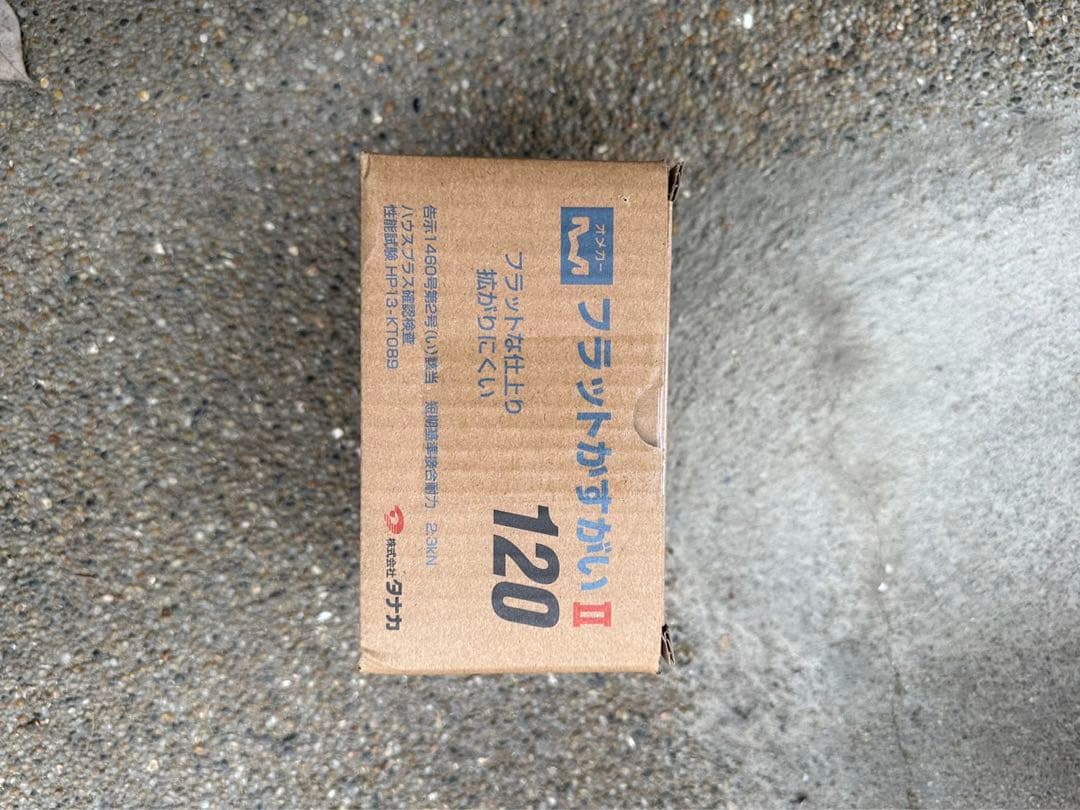 オメガー
フラットかすがいⅡ
フラットな仕上り
拡がりにくい
120
告示1460号第2号(い)該当 短期基準接合耐力 2.3KN
ハウスプラス確認検査
性能試験 HP13-KT089
株式会社タナカ